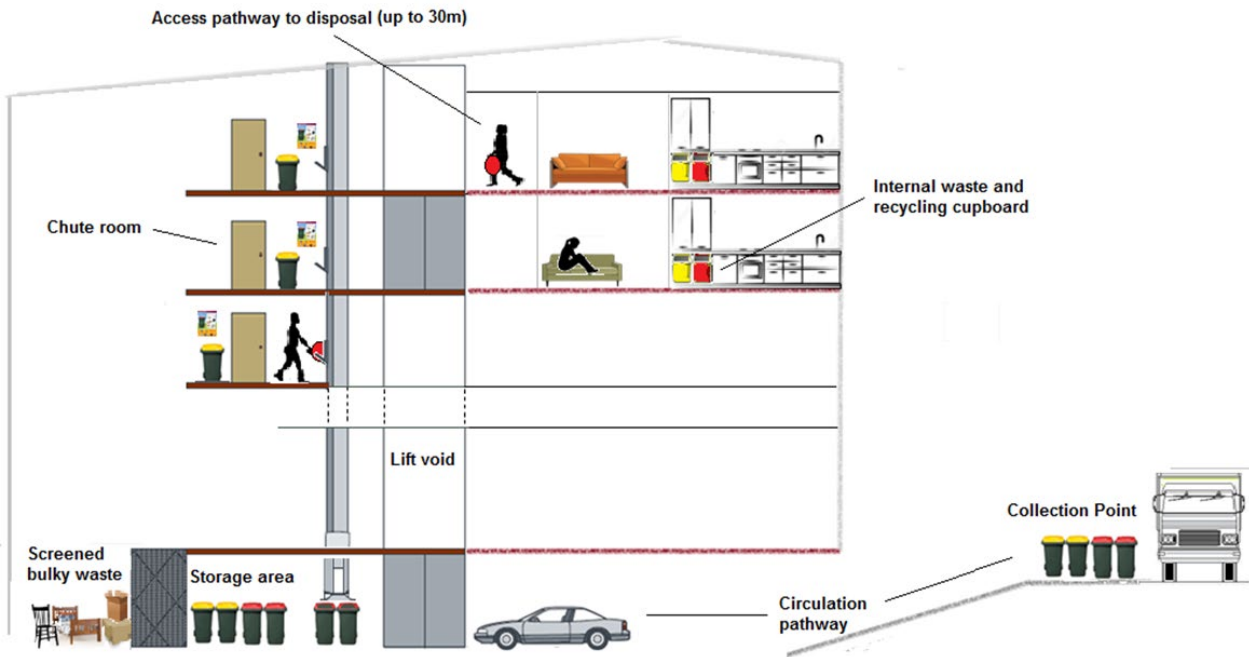 Access pathway to disposal (up to 30m)
Internal waste and
recycling cupboard
Chute room
Lift void
Collection Point
Screened
bulky waste
Storage area
Circulation
pathway